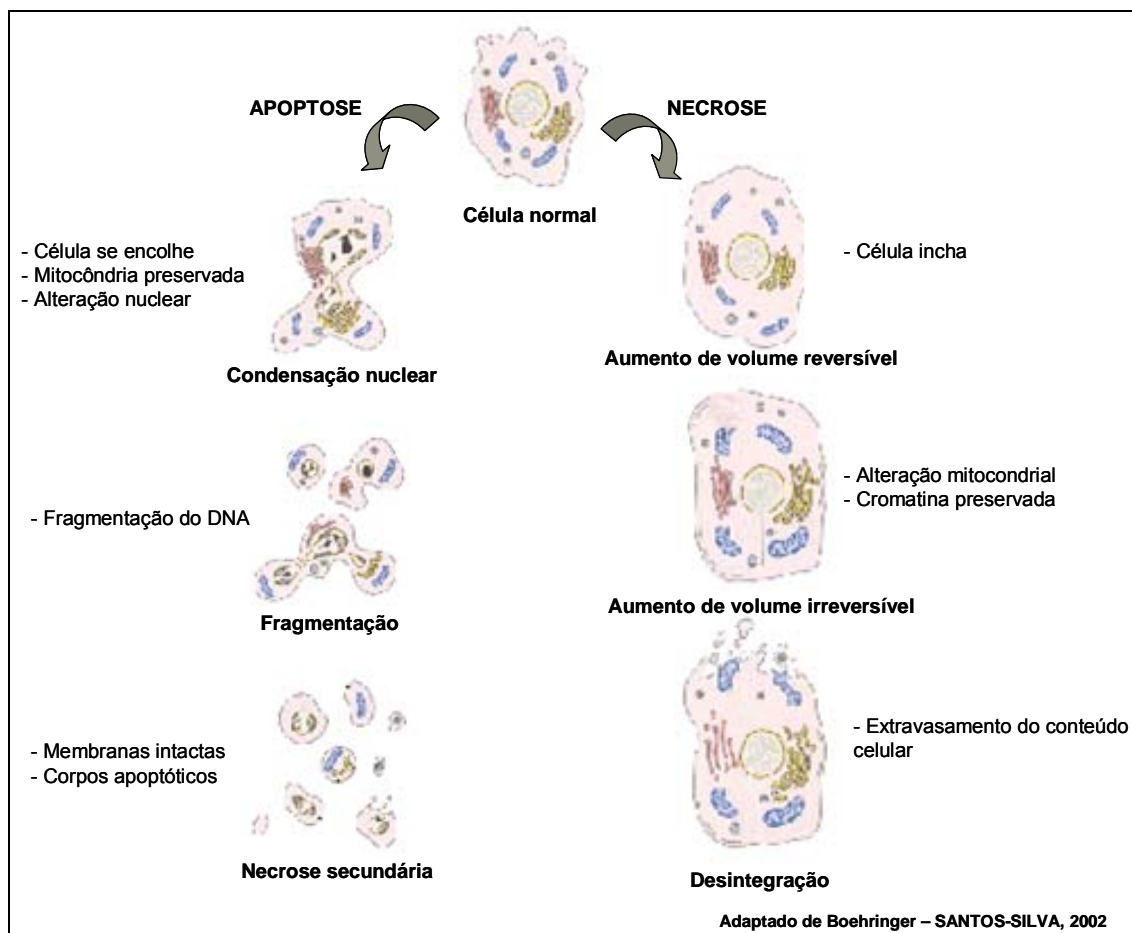 APOPTOSE
NECROSE
Célula normal
- Célula se encolhe
- Mitocôndria preservada
- Alteração nuclear
Condensação nuclear
- Célula incha
Aumento de volume reversível
- Fragmentação do DNA
Fragmentação
- Alteração mitocondrial
- Cromatina preservada
Aumento de volume irreversível
- Membranas intactas
- Corpos apoptóticos
Necrose secundária
- Extravasamento do conteúdo
celular
Desintegração
Adaptado de Boehringer – SANTOS-SILVA, 2002